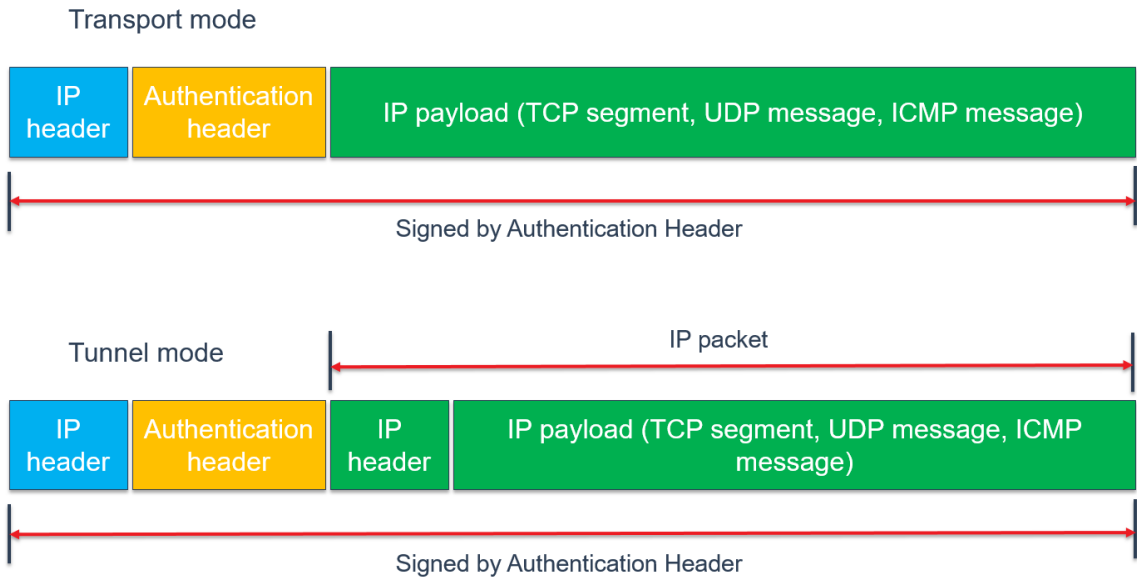 Transport mode
IP
header
Authentication
header
IP payload (TCP segment, UDP message, ICMP message)
Signed by Authentication Header
Tunnel mode
IP packet
IP
header
Authentication
header
IP
header
IP payload (TCP segment, UDP message, ICMP
message)
Signed by Authentication Header